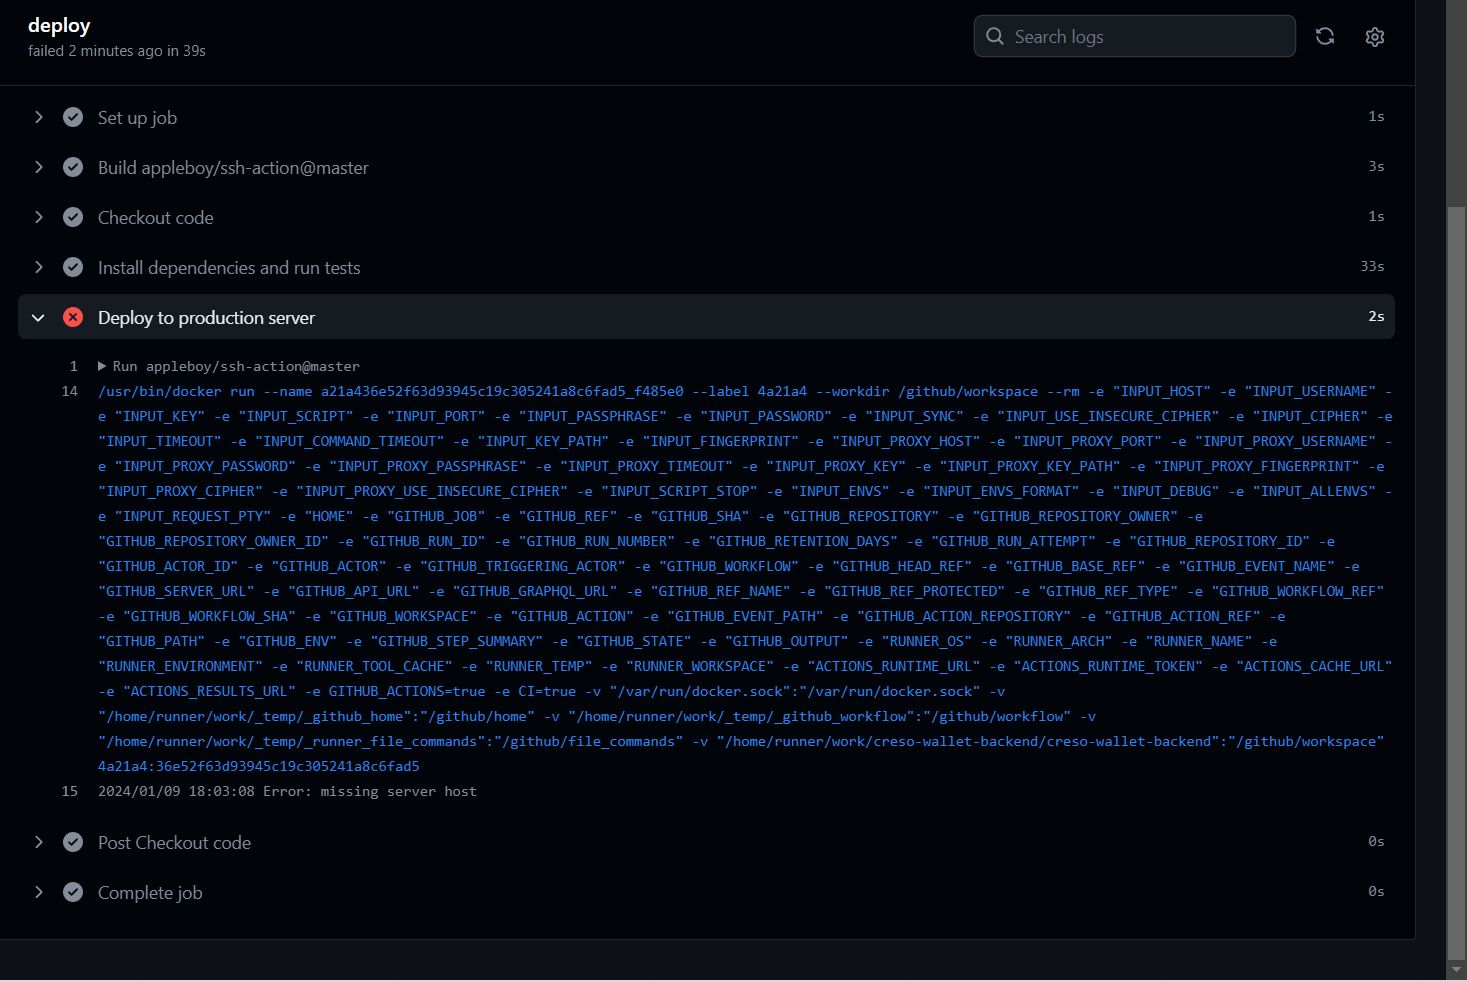 deploy
failed 2 minutes ago in 39s
Search logs
Set up job 1s
Build appleboy/ssh-action@master 3s
Checkout code 1s
Install dependencies and run tests 33s
Deploy to production server 2s
1 Run appleboy/ssh-action@master
14 /usr/bin/docker run --name a21a436e52f63d93945c19c305241a8c6fad5_f485e0 --label 4a21a4 --workdir /github/workspace --rm -e "INPUT_HOST" -e "INPUT_USERNAME" -
e "INPUT_KEY" -e "INPUT_SCRIPT" -e "INPUT_PORT" -e "INPUT_PASSPHRASE" -e "INPUT_PASSWORD" -e "INPUT_SYNC" -e "INPUT_USE_INSECURE_CIPHER" -e "INPUT_CIPHER" -e
"INPUT_TIMEOUT" -e "INPUT_COMMAND_TIMEOUT" -e "INPUT_KEY_PATH" -e "INPUT_FINGERPRINT" -e "INPUT_PROXY_HOST" -e "INPUT_PROXY_PORT" -e "INPUT_PROXY_USERNAME" -
e "INPUT_PROXY_PASSWORD" -e "INPUT_PROXY_PASSPHRASE" -e "INPUT_PROXY_TIMEOUT" -e "INPUT_PROXY_KEY" -e "INPUT_PROXY_KEY_PATH" -e "INPUT_PROXY_FINGERPRINT" -e
"INPUT_PROXY_CIPHER" -e "INPUT_PROXY_USE_INSECURE_CIPHER" -e "INPUT_SCRIPT_STOP" -e "INPUT_ENVS" -e "INPUT_ENVS_FORMAT" -e "INPUT_DEBUG" -e "INPUT_ALLENVS" -
e "INPUT_REQUEST_PTY" -e "HOME" -e "GITHUB_JOB" -e "GITHUB_REF" -e "GITHUB_SHA" -e "GITHUB_REPOSITORY" -e "GITHUB_REPOSITORY_OWNER" -e
"GITHUB_REPOSITORY_OWNER_ID" -e "GITHUB_RUN_ID" -e "GITHUB_RUN_NUMBER" -e "GITHUB_RETENTION_DAYS" -e "GITHUB_RUN_ATTEMPT" -e "GITHUB_REPOSITORY_ID" -e
"GITHUB_ACTOR_ID" -e "GITHUB_ACTOR" -e "GITHUB_TRIGGERING_ACTOR" -e "GITHUB_WORKFLOW" -e "GITHUB_HEAD_REF" -e "GITHUB_BASE_REF" -e "GITHUB_EVENT_NAME" -e
"GITHUB_SERVER_URL" -e "GITHUB_API_URL" -e "GITHUB_GRAPHQL_URL" -e "GITHUB_REF_NAME" -e "GITHUB_REF_PROTECTED" -e "GITHUB_REF_TYPE" -e "GITHUB_WORKFLOW_REF"
-e "GITHUB_WORKFLOW_SHA" -e "GITHUB_WORKSPACE" -e "GITHUB_ACTION" -e "GITHUB_EVENT_PATH" -e "GITHUB_ACTION_REPOSITORY" -e "GITHUB_ACTION_REF" -e
"GITHUB_PATH" -e "GITHUB_ENV" -e "GITHUB_STEP_SUMMARY" -e "GITHUB_STATE" -e "GITHUB_OUTPUT" -e "RUNNER_OS" -e "RUNNER_ARCH" -e "RUNNER_NAME" -e
"RUNNER_ENVIRONMENT" -e "RUNNER_TOOL_CACHE" -e "RUNNER_TEMP" -e "RUNNER_WORKSPACE" -e "ACTIONS_RUNTIME_URL" -e "ACTIONS_RUNTIME_TOKEN" -e "ACTIONS_CACHE_URL"
-e "ACTIONS_RESULTS_URL" -e GITHUB_ACTIONS=true -e CI=true -v "/var/run/docker.sock":"/var/run/docker.sock" -v
"/home/runner/work/_temp/_github_home":"/github/home" -v "/home/runner/work/_temp/_github_workflow":"/github/workflow" -v
"/home/runner/work/_temp/_runner_file_commands":"/github/file_commands" -v "/home/runner/work/creso-wallet-backend/creso-wallet-backend":"/github/workspace"
4a21a4:36e52f63d93945c19c305241a8c6fad5
15 2024/01/09 18:03:08 Error: missing server host
Post Checkout code 0s
Complete job 0s